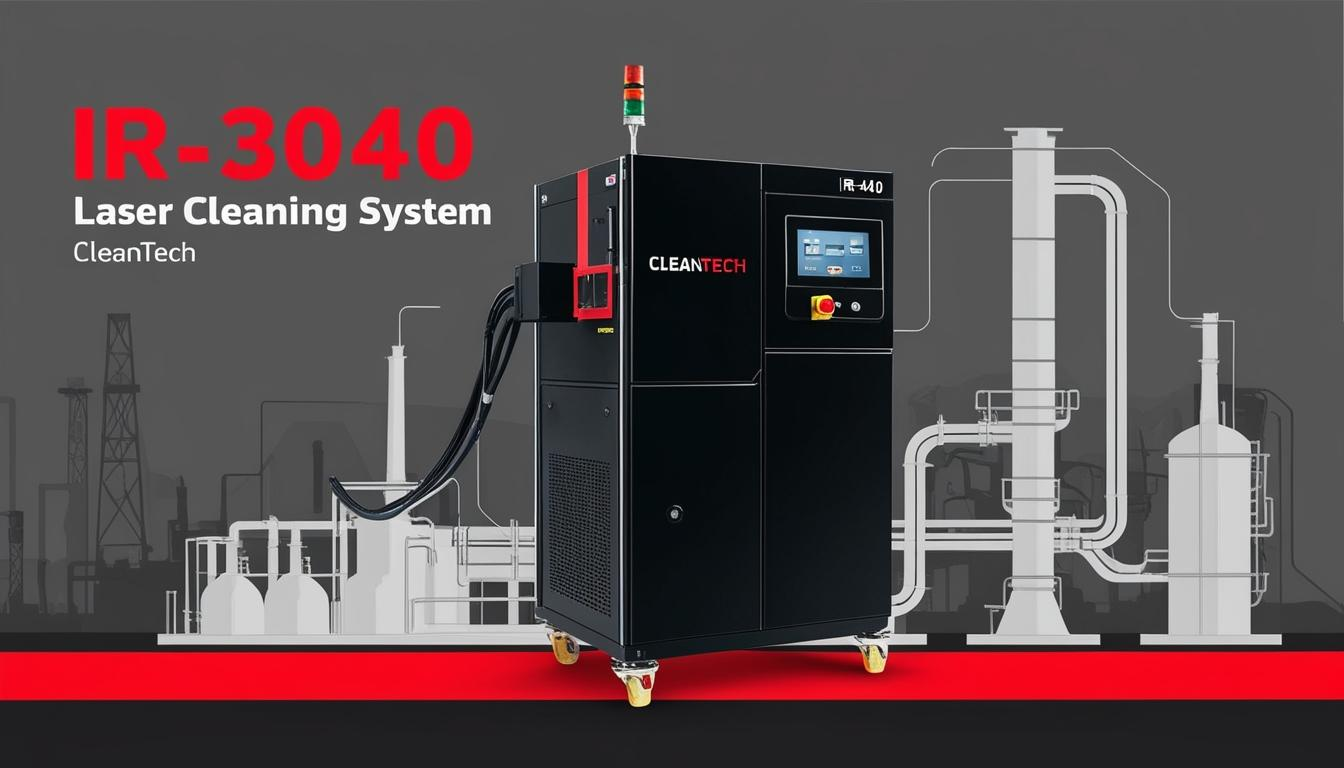 IR-3040
Laser Cleaning System
CleanTech
CLEANTECH